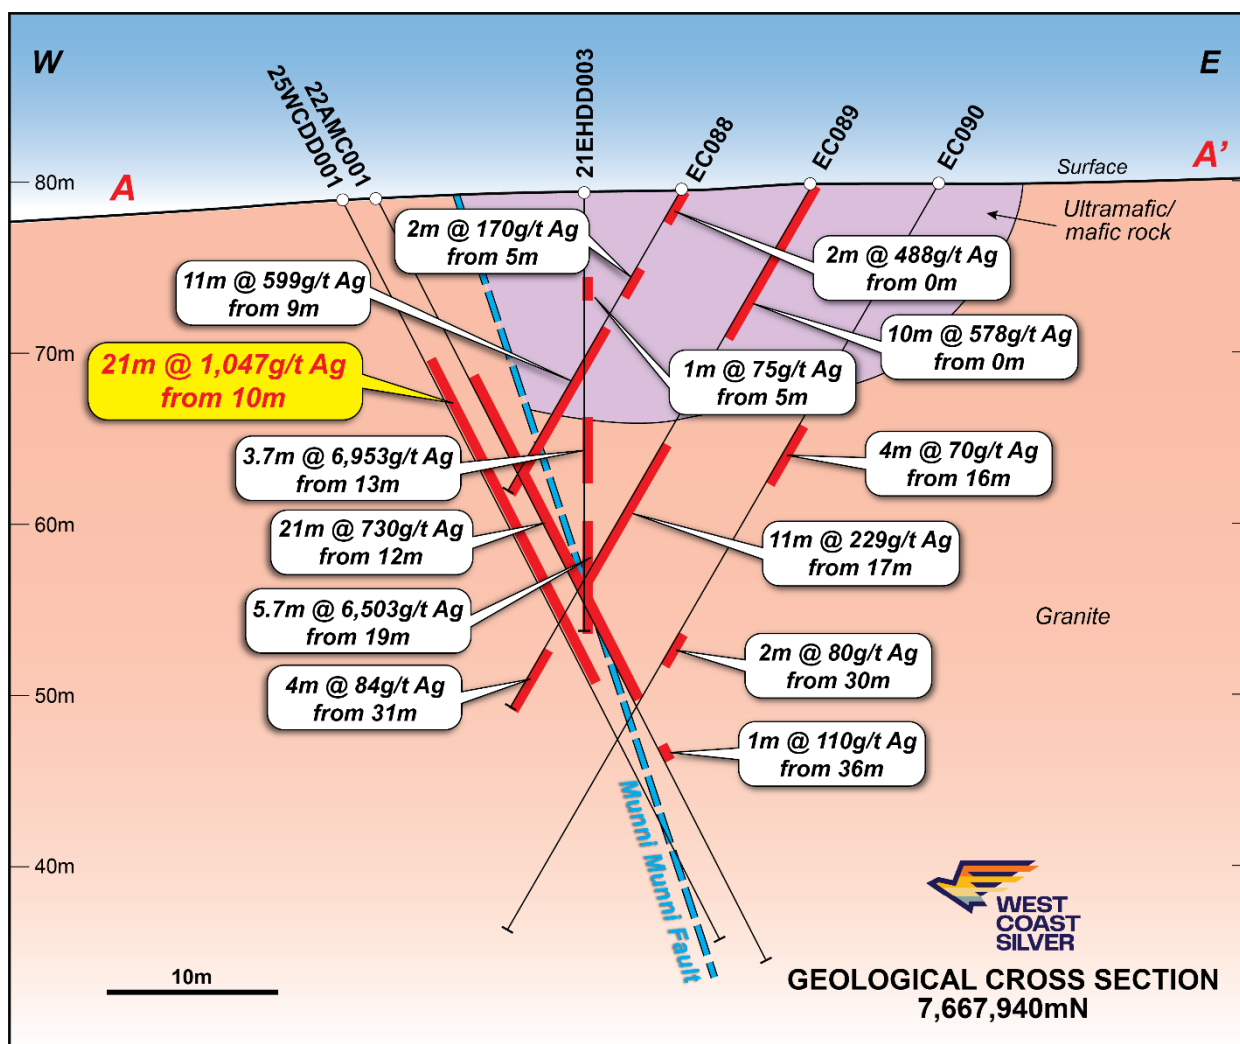 W
E
25WCDD001
22AMC001
21EHDD003
EC088
EC089
EC090
A
A’
Surface
80m
Ultramafic/
mafic rock
2m @ 170g/t Ag
from 5m
2m @ 488g/t Ag
from 0m
11m @ 599g/t Ag
from 9m
10m @ 578g/t Ag
from 0m
70m
21m @ 1,047g/t Ag
from 10m
1m @ 75g/t Ag
from 5m
3.7m @ 6,953g/t Ag
from 13m
4m @ 70g/t Ag
from 16m
60m
21m @ 730g/t Ag
from 12m
11m @ 229g/t Ag
from 17m
5.7m @ 6,503g/t Ag
from 19m
Granite
2m @ 80g/t Ag
from 30m
50m
4m @ 84g/t Ag
from 31m
1m @ 110g/t Ag
from 36m
40m
Munni Munni Fault
WEST
COAST
SILVER
10m
GEOLOGICAL CROSS SECTION
7,667,940mN